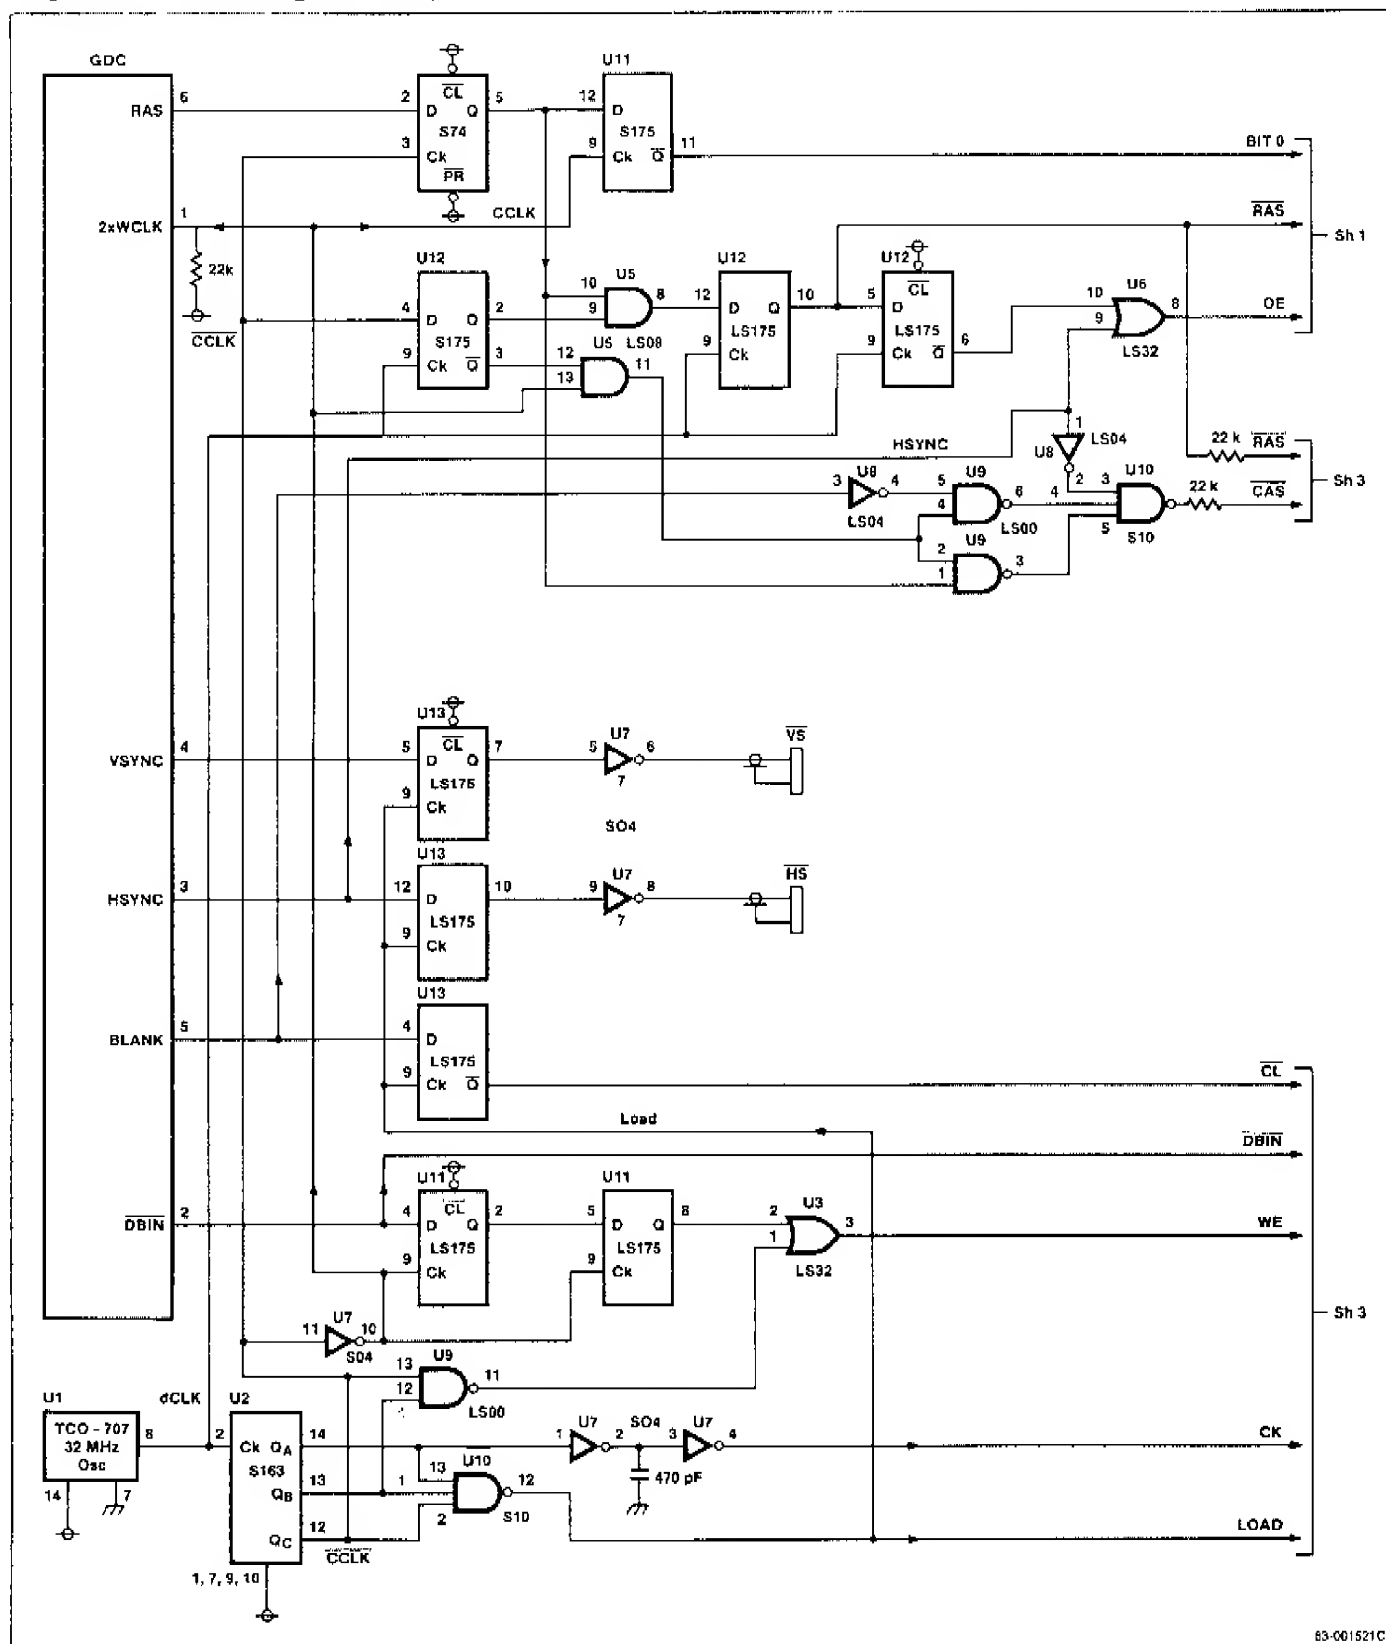 GDC
RAS
6
2
CL
D Q
S74
3
Ck
PR
5
U11
12
D
S175
9
Ck Q
11
BIT 0
2xWCLK
1
CCLK
RAS
Sh 1
22k
CCLK
U12
4
D Q
2
S175
9
Ck Q
3
10
U5
9
8
LS08
U5
12
13
11
U12
12
D Q
10
LS175
9
Ck
U12
CL
5
D
LS175
9
Ck Q
6
U6
10
9
8
LS32
OE
HSYNC
1
LS04
U8
2
22 k
RAS
U8
3
4
LS04
U9
5
4
6
LS00
U10
3
4
5
S10
22 k
CAS
Sh 3
U9
2
1
3
VSYNC
4
U13
CL
5
D Q
7
LS175
9
Ck
U7
5
6
7
VS
SO4
HSYNC
3
U13
12
D
10
LS175
9
Ck
U7
9
8
7
HS
BLANK
5
U13
4
D
LS175
9
Ck Q
CL
Load
DBIN
DBIN
2
U11
CL
4
D Q
2
LS175
9
Ck
U11
5
D Q
6
LS175
9
Ck
U3
2
1
3
LS32
WE
Sh 3
U7
11
10
S04
U9
13
12
11
LS00
U1
TCO - 707
32 MHz
Osc
8
14
7
dCLK
U2
2
Ck QA
14
S163
QB
13
QC
12
CCLK
1, 7, 9, 10
U7
1
2
SO4
3
U7
4
470 pF
CK
U10
13
1
2
12
S10
LOAD
83-001521C